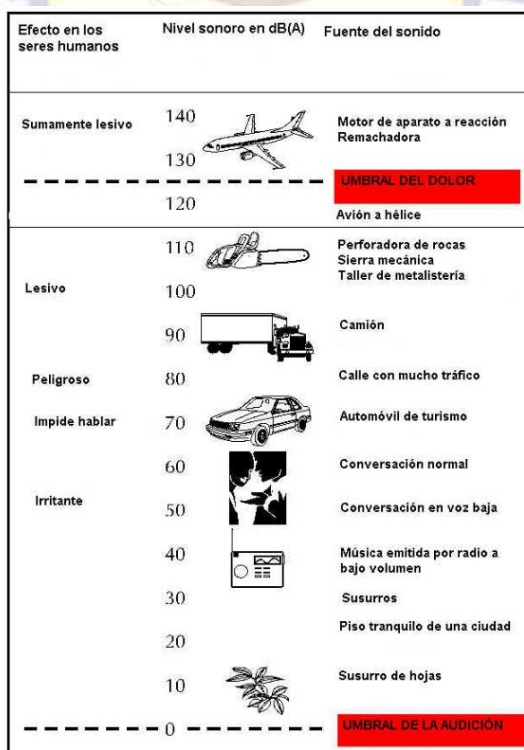 Efecto en los
seres humanos
Nivel sonoro en dB(A)
Fuente del sonido
Sumamente lesivo
140
Motor de aparato a reacción
Remachadora
130
UMBRAL DEL DOLOR
120
Avión a hélice
110
Perforadora de rocas
Sierra mecánica
Taller de metalistería
Lesivo
100
90
Camión
Peligroso
80
Calle con mucho tráfico
Impide hablar
70
Automóvil de turismo
60
Conversación normal
Irritante
50
Conversación en voz baja
40
Música emitida por radio a
bajo volumen
30
Susurros
20
Piso tranquilo de una ciudad
10
Susurro de hojas
0
UMBRAL DE LA AUDICIÓN